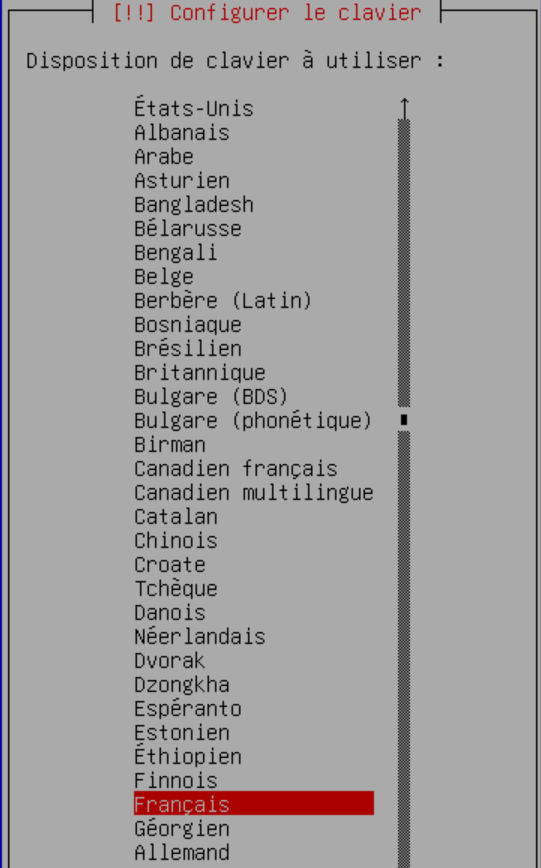 [!!] Configurer le clavier
Disposition de clavier à utiliser :
États-Unis
Albanais
Arabe
Asturien
Bangladesh
Bélarusse
Bengali
Belge
Berbère (Latin)
Bosniaque
Brésilien
Britannique
Bulgare (BDS)
Bulgare (phonétique)
Birman
Canadien français
Canadien multilingue
Catalan
Chinois
Croate
Tchèque
Danois
Néerlandais
Dvorak
Dzongkha
Espéranto
Estonien
Éthiopien
Finnois
Français
Géorgien
Allemand